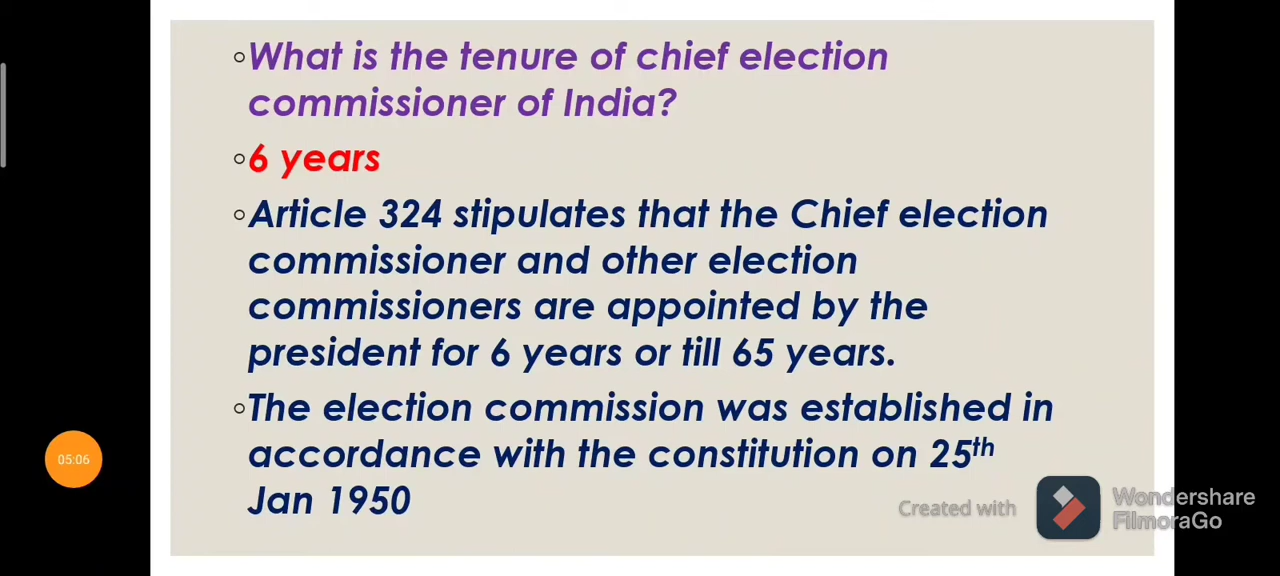 ◦What is the tenure of chief election
commissioner of India?
◦6 years
◦Article 324 stipulates that the Chief election
commissioner and other election
commissioners are appointed by the
president for 6 years or till 65 years.
◦The election commission was established in
accordance with the constitution on 25th
Jan 1950
05:06
Created with
Wondershare
FilmoraGo